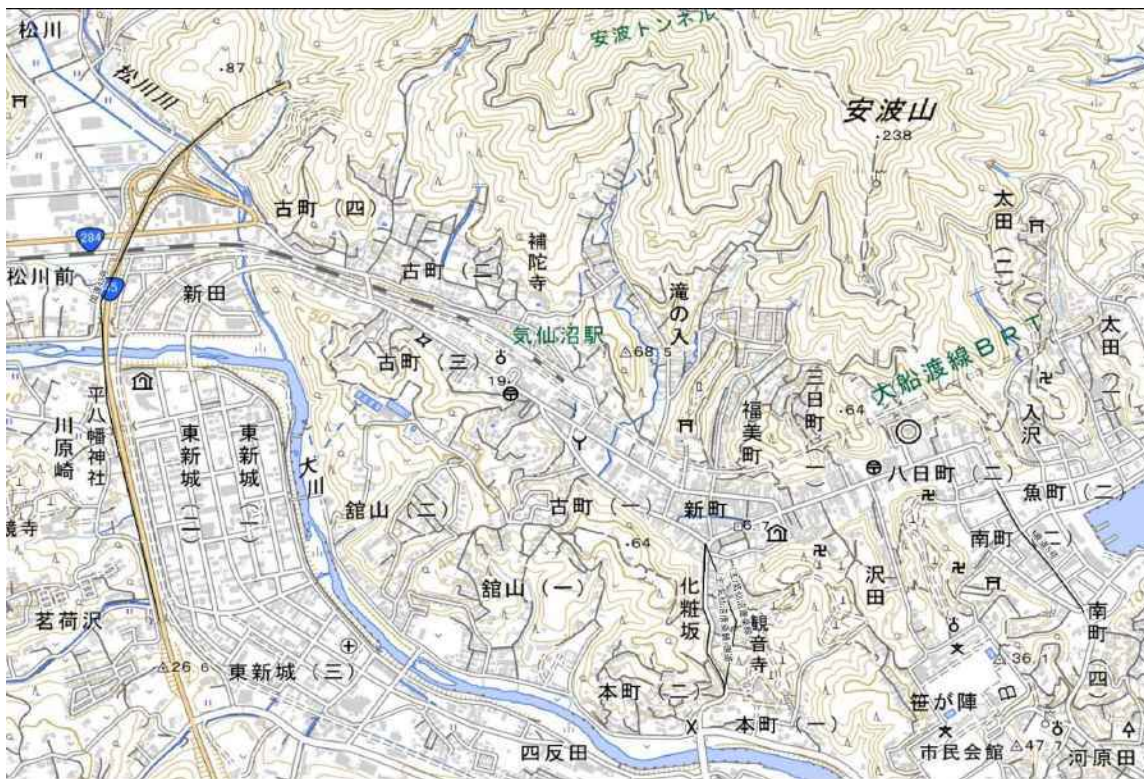 松川
松川川
・87
安波トンネル
安波山
・238
古町（四）
284
松川前
45
新田
古町（二）
補陀寺
滝の入
太田（二）
太田（一）
気仙沼駅
大船渡線BRT
古町（三）
19
68.5
三日町（一）
・64
福美町
入沢
平八幡神社
川原崎
東新城（二）
東新城（一）
大川
舘山（二）
古町（一）
新町
6.7
八日町（二）
魚町（二）
南町（二）
舘山（一）
・64
化粧坂
観音寺
沢田
南町（四）
茗荷沢
26.6
東新城（三）
36.1
本町（二）
本町（一）
笹が陣
四反田
市民会館
47.7
河原田